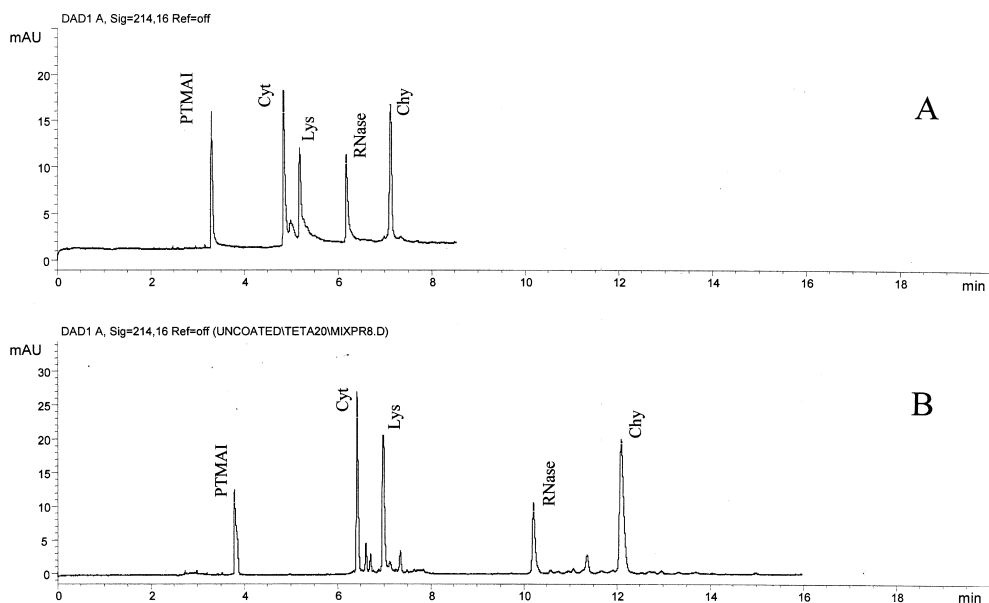 DAD1 A, Sig=214,16 Ref=off
mAU
PTMAI
Cyt
Lys
RNase
Chy
A
20
15
10
5
0
0 2 4 6 8 10 12 14 16 18 min
DAD1 A, Sig=214,16 Ref=off (UNCOATED\TETA20\MIXPR8.D)
mAU
PTMAI
Cyt
Lys
RNase
Chy
B
30
25
20
15
10
5
0
0 2 4 6 8 10 12 14 16 18 min